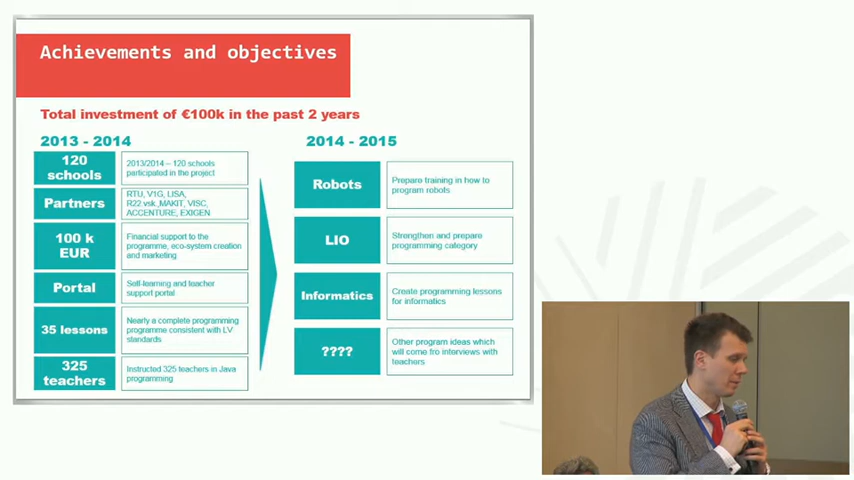 Achievements and objectives
Total investment of €100k in the past 2 years
2013 - 2014
120
schools
2013/2014 – 120 schools
participated in the project
Partners
RTU, V1G, LISA,
R22.vsk.,MAKIT, VISC,
ACCENTURE, EXIGEN
100 k
EUR
Financial support to the
programme, eco-system creation
and marketing
Portal
Self-learning and teacher
support portal
35 lessons
Nearly a complete programming
programme consistent with LV
standards
325
teachers
Instructed 325 teachers in Java
programming
2014 - 2015
Robots
Prepare training in how to
program robots
LIO
Strengthen and prepare
programming category
Informatics
Create programming lessons
for informatics
????
Other program ideas which
will come fro interviews with
teachers